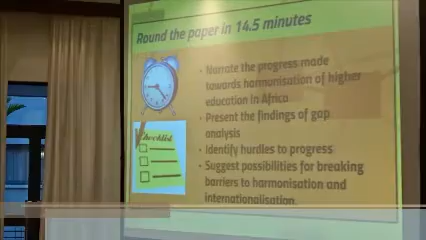 Round the paper in 14.5 minutes
• Narrate the progress made
towards harmonisation of higher
education in Africa
• Present the findings of gap
analysis
• Identify hurdles to progress
• Suggest possibilities for breaking
barriers to harmonisation and
internationalisation.
Checklist